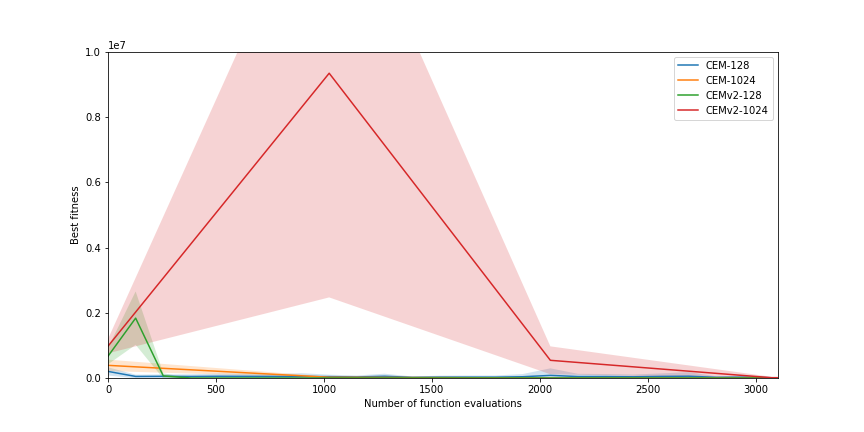 1e7
1.0
0.8
0.6
0.4
0.2
0.0
0 500 1000 1500 2000 2500 3000
Best fitness
Number of function evaluations
CEM-128
CEM-1024
CEMv2-128
CEMv2-1024